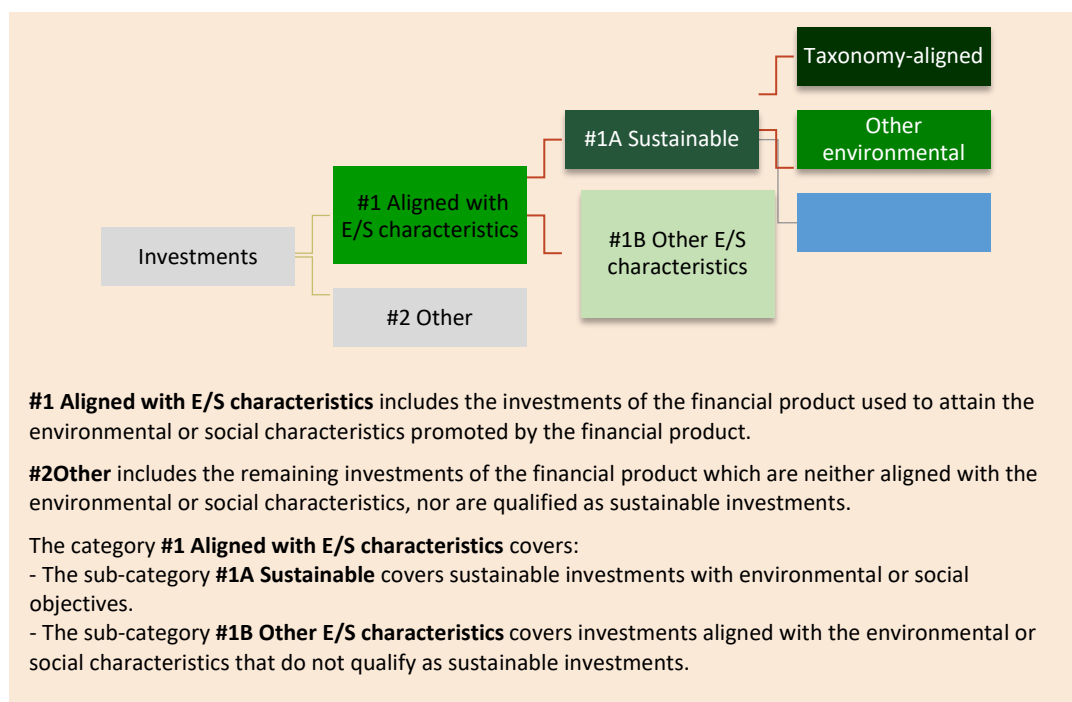 Taxonomy-aligned
#1A Sustainable
Other
environmental
#1 Aligned with
E/S characteristics
#1B Other E/S
characteristics
Investments
#2 Other
#1 Aligned with E/S characteristics includes the investments of the financial product used to attain the
environmental or social characteristics promoted by the financial product.
#2Other includes the remaining investments of the financial product which are neither aligned with the
environmental or social characteristics, nor are qualified as sustainable investments.
The category #1 Aligned with E/S characteristics covers:
- The sub-category #1A Sustainable covers sustainable investments with environmental or social
objectives.
- The sub-category #1B Other E/S characteristics covers investments aligned with the environmental or
social characteristics that do not qualify as sustainable investments.